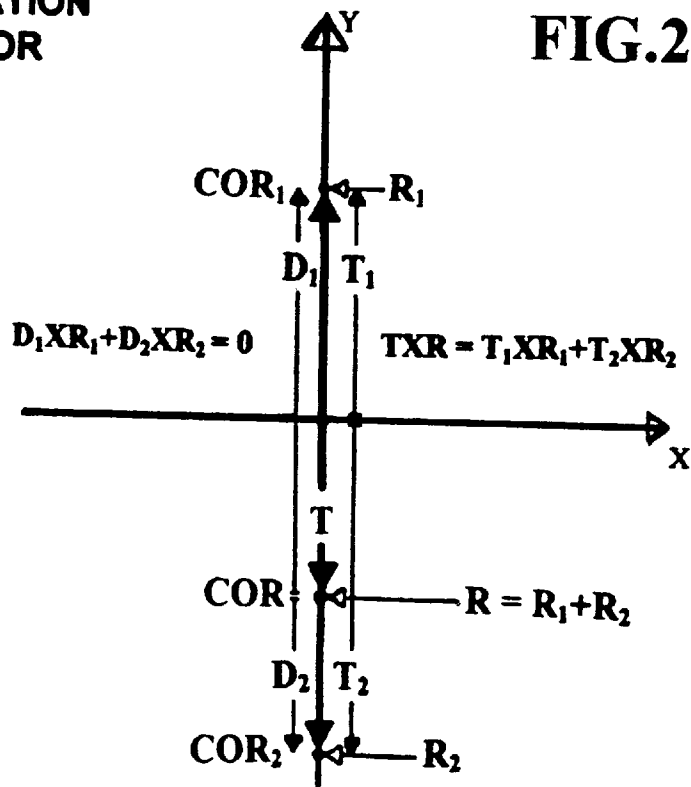 FIG.2
OR
Y
COR₁
R₁
D₁
T₁
D₁XR₁+D₂XR₂ = 0
TXR = T₁XR₁+T₂XR₂
X
T
COR
R = R₁+R₂
D₂
T₂
COR₂
R₂